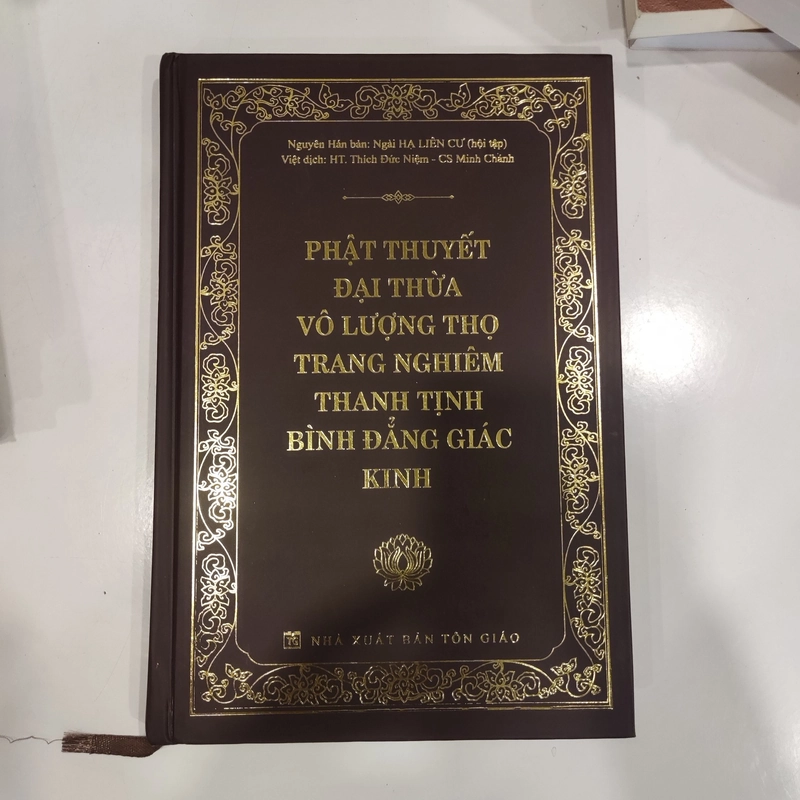 Nguyên Hán bản: Ngài HẠ LIÊN CƯ (hội tập)
Việt dịch: HT. Thích Đức Niệm - CS Minh Chánh
PHẬT THUYẾT
ĐẠI THỪA
VÔ LƯỢNG THỌ
TRANG NGHIÊM
THANH TỊNH
BÌNH ĐẲNG GIÁC
KINH
TG NHÀ XUẤT BẢN TÔN GIÁO